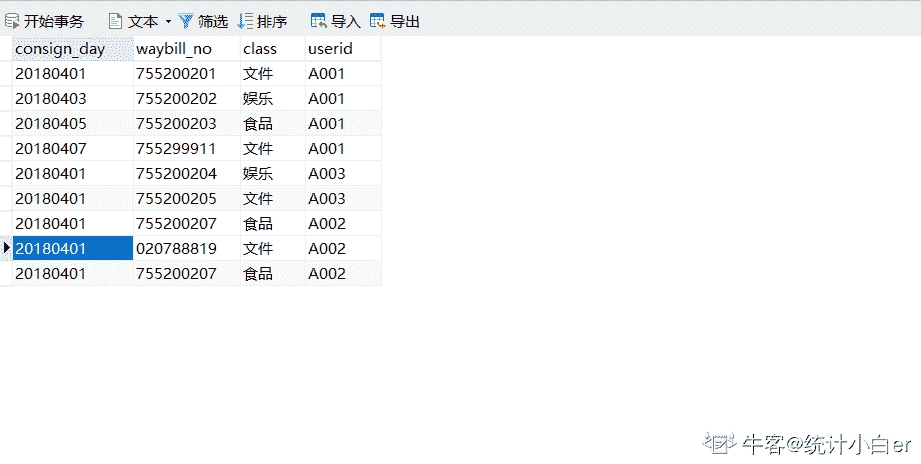 开始事务 文本 筛选 排序 导入 导出
consign_day waybill_no class userid
20180401 755200201 文件 A001
20180403 755200202 娱乐 A001
20180405 755200203 食品 A001
20180407 755299911 文件 A001
20180401 755200204 娱乐 A003
20180401 755200205 文件 A003
20180401 755200207 食品 A002
20180401 020788819 文件 A002
20180401 755200207 食品 A002
牛客@统计小白er